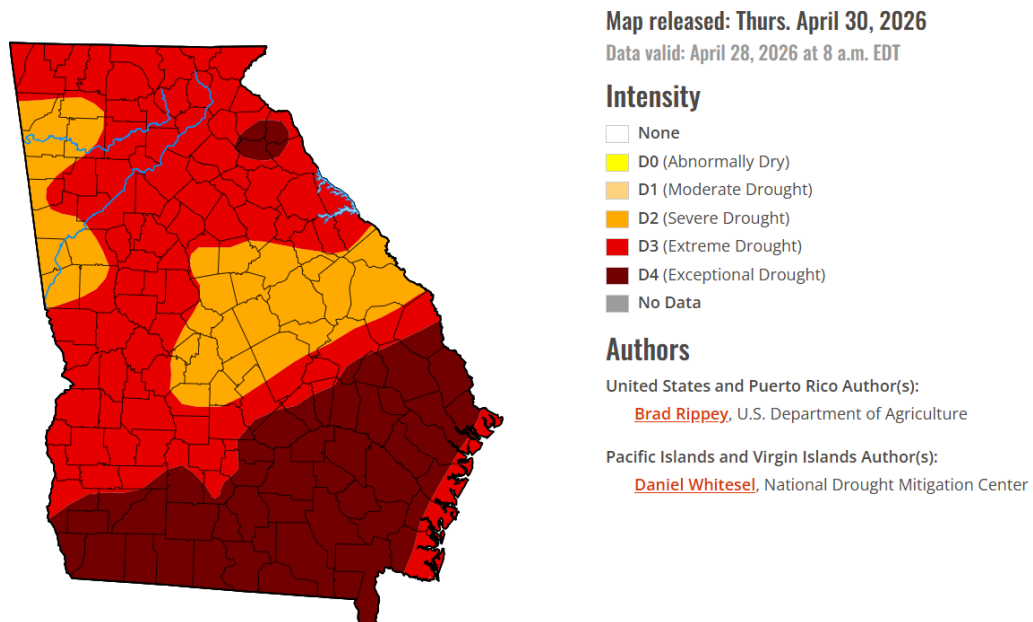 Map released: Thurs. April 30, 2026
Data valid: April 28, 2026 at 8 a.m. EDT
Intensity
None
D0 (Abnormally Dry)
D1 (Moderate Drought)
D2 (Severe Drought)
D3 (Extreme Drought)
D4 (Exceptional Drought)
No Data
Authors
United States and Puerto Rico Author(s):
Brad Rippey, U.S. Department of Agriculture
Pacific Islands and Virgin Islands Author(s):
Daniel Whitesel, National Drought Mitigation Center